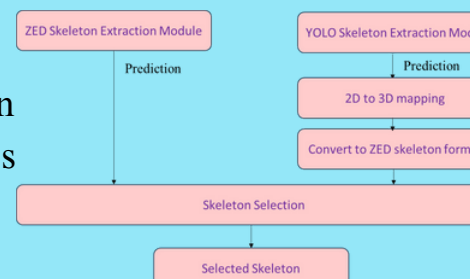 ZED Skeleton Extraction Module
YOLO Skeleton Extraction Mod
Prediction
Prediction
n
2D to 3D mapping
s
Convert to ZED skeleton form
Skeleton Selection
Selected Skeleton